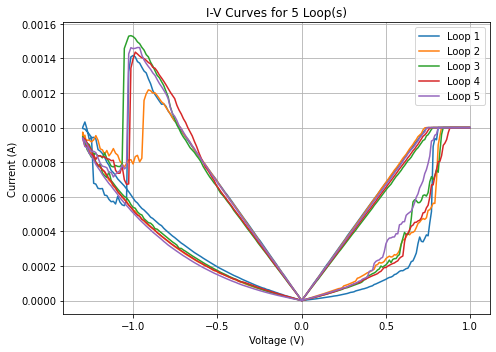 I-V Curves for 5 Loop(s)
0.0016
0.0014
0.0012
0.0010
0.0008
0.0006
0.0004
0.0002
0.0000
Current (A)
Loop 1
Loop 2
Loop 3
Loop 4
Loop 5
−1.0 −0.5 0.0 0.5 1.0
Voltage (V)